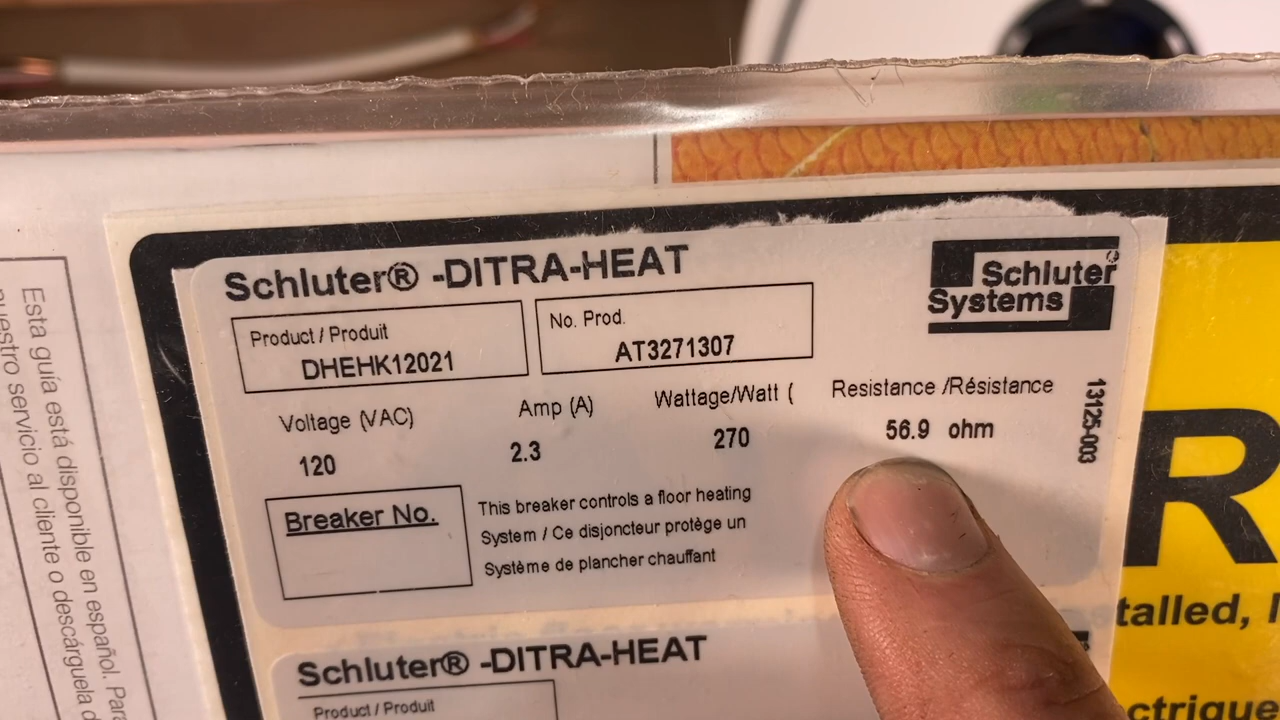 Esta guía está disponible en español. Para
nuestro servicio al cliente o descárguela
Schluter® -DITRA-HEAT
Schluter
Systems
Product / Produit
DHEHK12021
No. Prod.
AT3271307
Voltage (VAC)
Amp (A)
Wattage/Watt (
Resistance /Résistance
120
2.3
270
56.9 ohm
13125-003
Breaker No.
This breaker controls a floor heating
System / Ce disjoncteur protège un
Système de plancher chauffant
Schluter® -DITRA-HEAT
Product / Produit